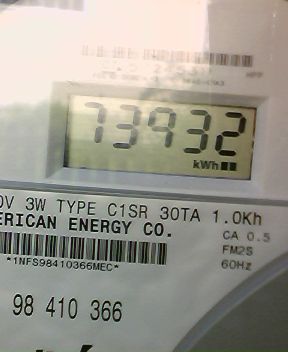 73932
kWh
0V 3W TYPE C1SR 30TA 1.0Kh
ERICAN ENERGY CO.
CA 0.5
FM2S
60Hz
*1NFS98410366MEC*
98 410 366